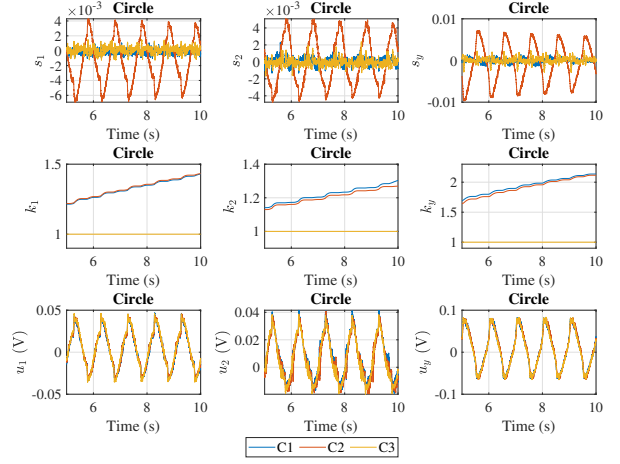 ×10⁻³ Circle
s₁
4
2
0
-2
-4
-6
6 8 10
Time (s)
×10⁻³ Circle
s₂
4
2
0
-2
-4
6 8 10
Time (s)
Circle
s_y
0.01
0
-0.01
6 8 10
Time (s)
Circle
k₁
1.5
1
6 8 10
Time (s)
Circle
k₂
1.4
1.2
1
6 8 10
Time (s)
Circle
k_y
2
1
6 8 10
Time (s)
Circle
u₁ (V)
0.05
0
-0.05
6 8 10
Time (s)
Circle
u₂ (V)
0.04
0.02
0
6 8 10
Time (s)
Circle
u_y (V)
0.1
0
-0.1
6 8 10
Time (s)
C1 C2 C3